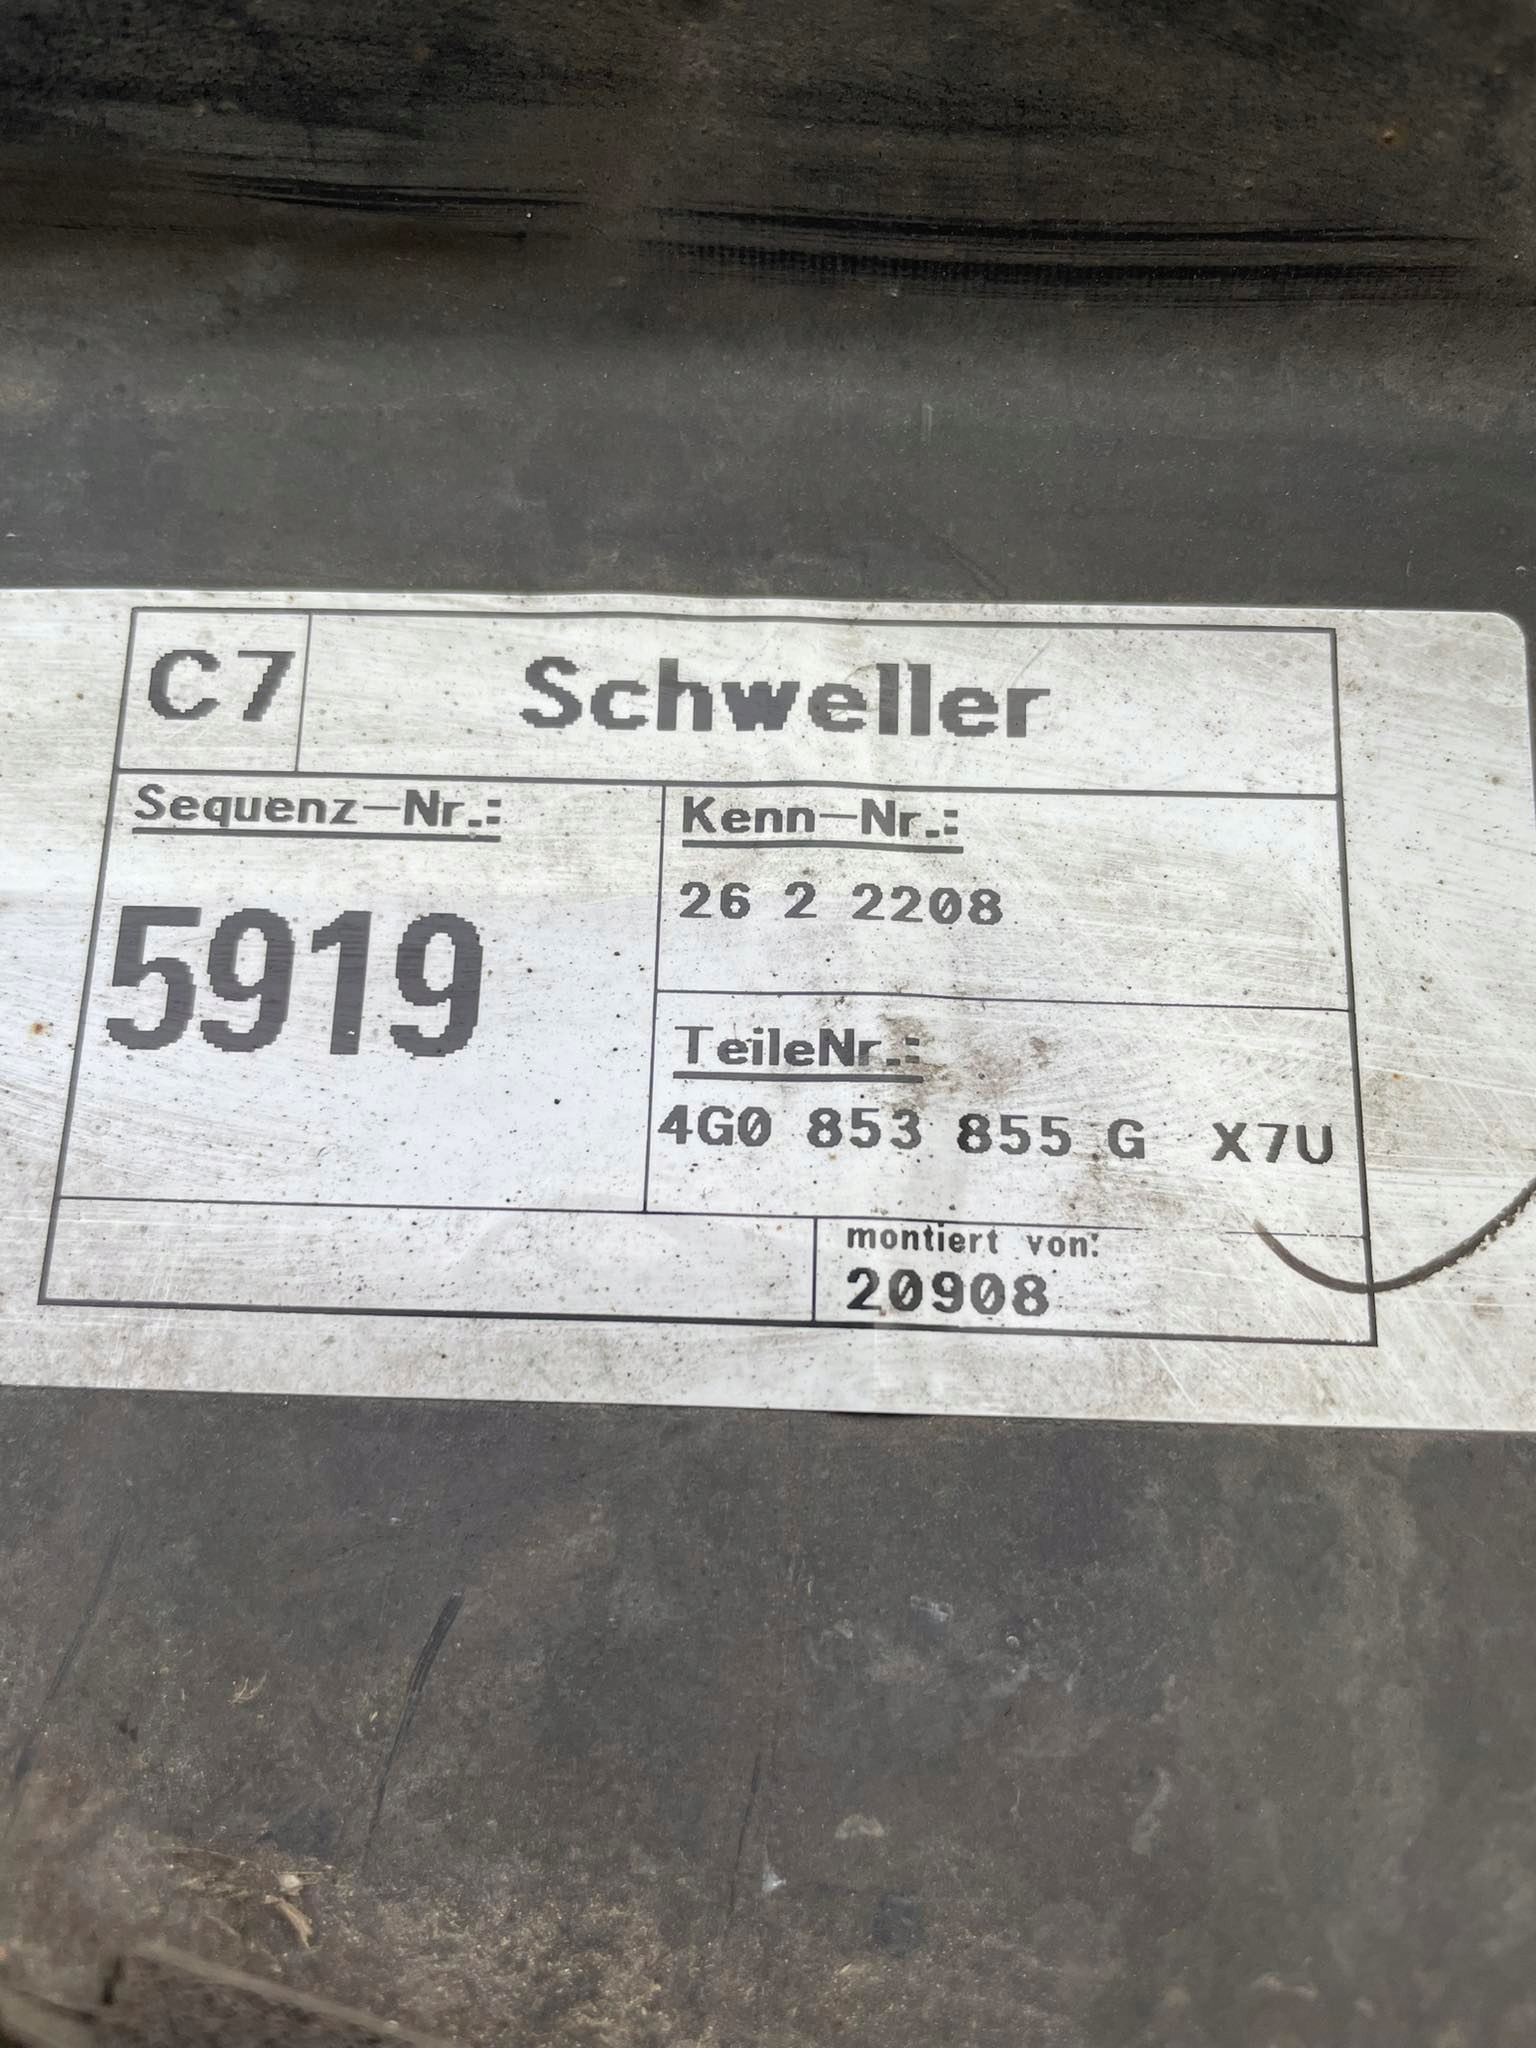 C7 Schweller
Sequenz-Nr.:
5919
Kenn-Nr.:
26 2 2208
TeileNr.:
4G0 853 855 G X7U
montiert von:
20908